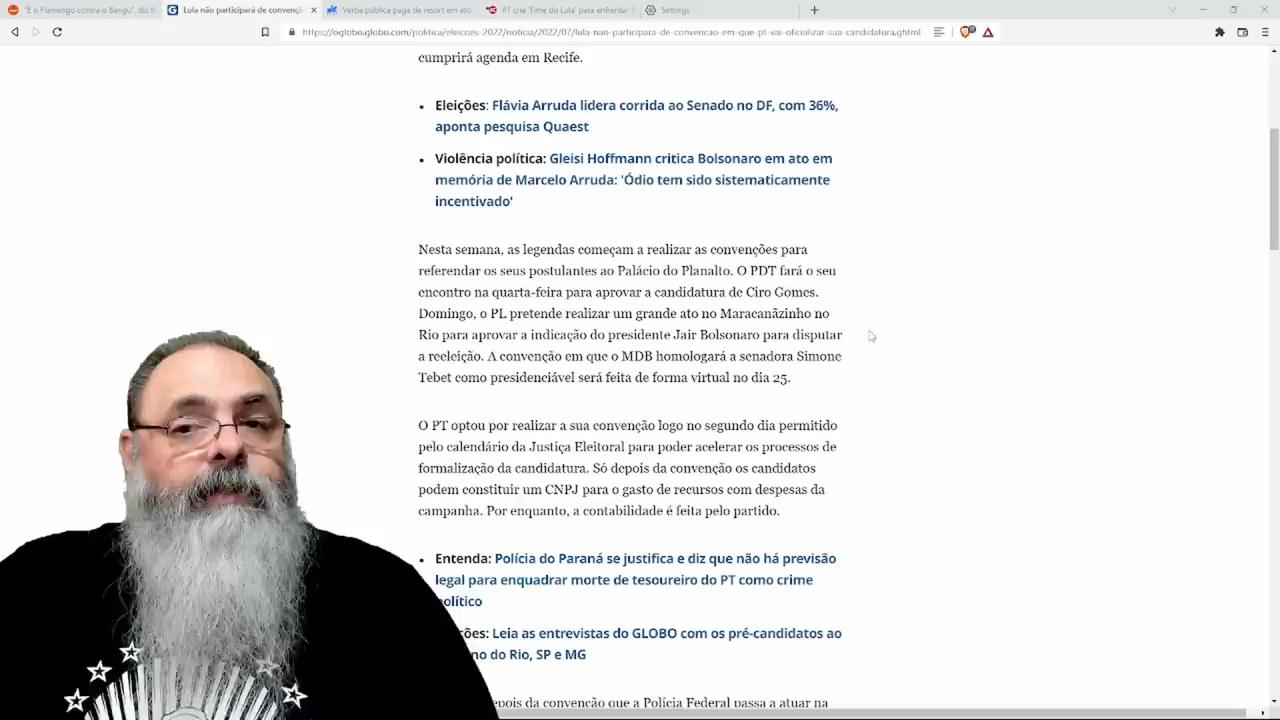 "É o Flamengo contra o Bangu", diz B
Lula não participará de convençã
Verba pública paga de resort em ato
PT cria 'Time do Lula' para enfrentar
Settings
https://oglobo.globo.com/politica/eleicoes-2022/noticia/2022/07/lula-nao-participara-de-convencao-em-que-pt-vai-oficializar-sua-candidatura.ghtml
cumprirá agenda em Recife.
• Eleições: Flávia Arruda lidera corrida ao Senado no DF, com 36%,
aponta pesquisa Quaest
• Violência política: Gleisi Hoffmann critica Bolsonaro em ato em
memória de Marcelo Arruda: 'Ódio tem sido sistematicamente
incentivado'
Nesta semana, as legendas começam a realizar as convenções para
referendar os seus postulantes ao Palácio do Planalto. O PDT fará o seu
encontro na quarta-feira para aprovar a candidatura de Ciro Gomes.
Domingo, o PL pretende realizar um grande ato no Maracanãzinho no
Rio para aprovar a indicação do presidente Jair Bolsonaro para disputar
a reeleição. A convenção em que o MDB homologará a senadora Simone
Tebet como presidenciável será feita de forma virtual no dia 25.
O PT optou por realizar a sua convenção logo no segundo dia permitido
pelo calendário da Justiça Eleitoral para poder acelerar os processos de
formalização da candidatura. Só depois da convenção os candidatos
podem constituir um CNPJ para o gasto de recursos com despesas da
campanha. Por enquanto, a contabilidade é feita pelo partido.
• Entenda: Polícia do Paraná se justifica e diz que não há previsão
legal para enquadrar morte de tesoureiro do PT como crime
olítico
ções: Leia as entrevistas do GLOBO com os pré-candidatos ao
no do Rio, SP e MG
epois da convenção que a Polícia Federal passa a atuar na